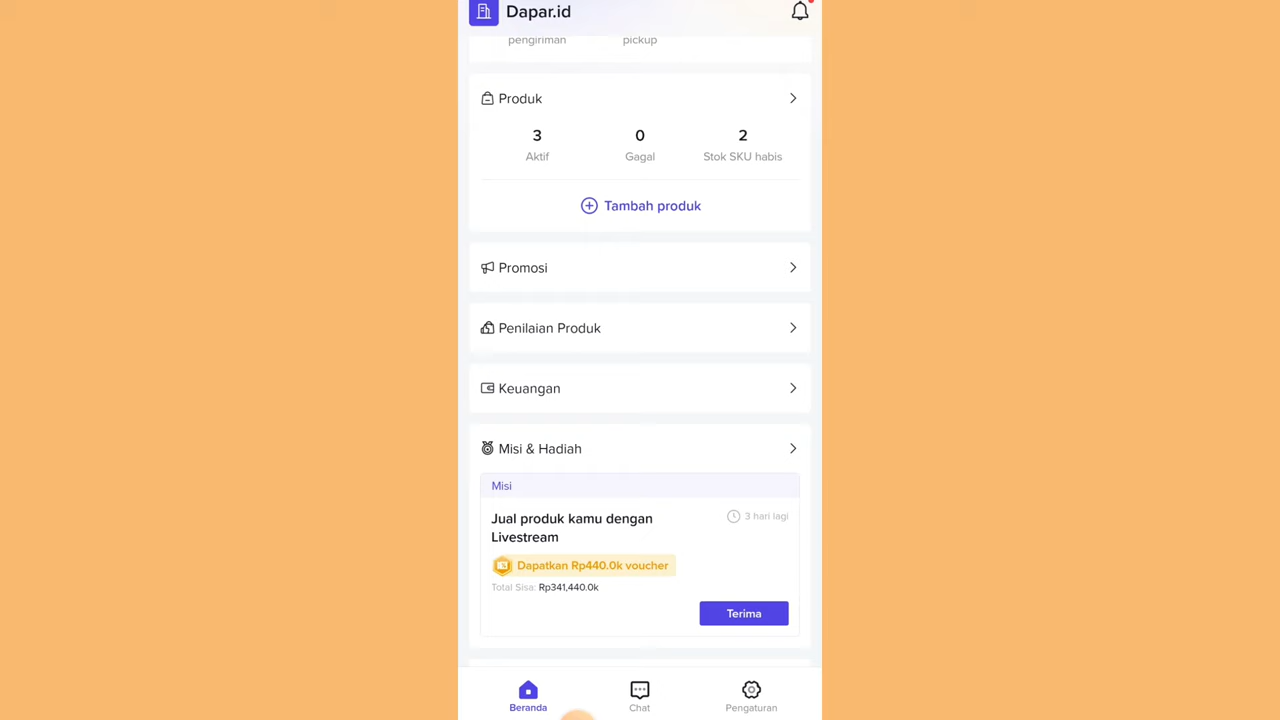 Dapar.id
pengiriman pickup
Produk
3 0 2
Aktif Gagal Stok SKU habis
Tambah produk
Promosi
Penilaian Produk
Keuangan
Misi & Hadiah
Misi
Jual produk kamu dengan 3 hari lagi
Livestream
Dapatkan Rp440.0k voucher
Total Sisa: Rp341,440.0k
Terima
Beranda Chat Pengaturan